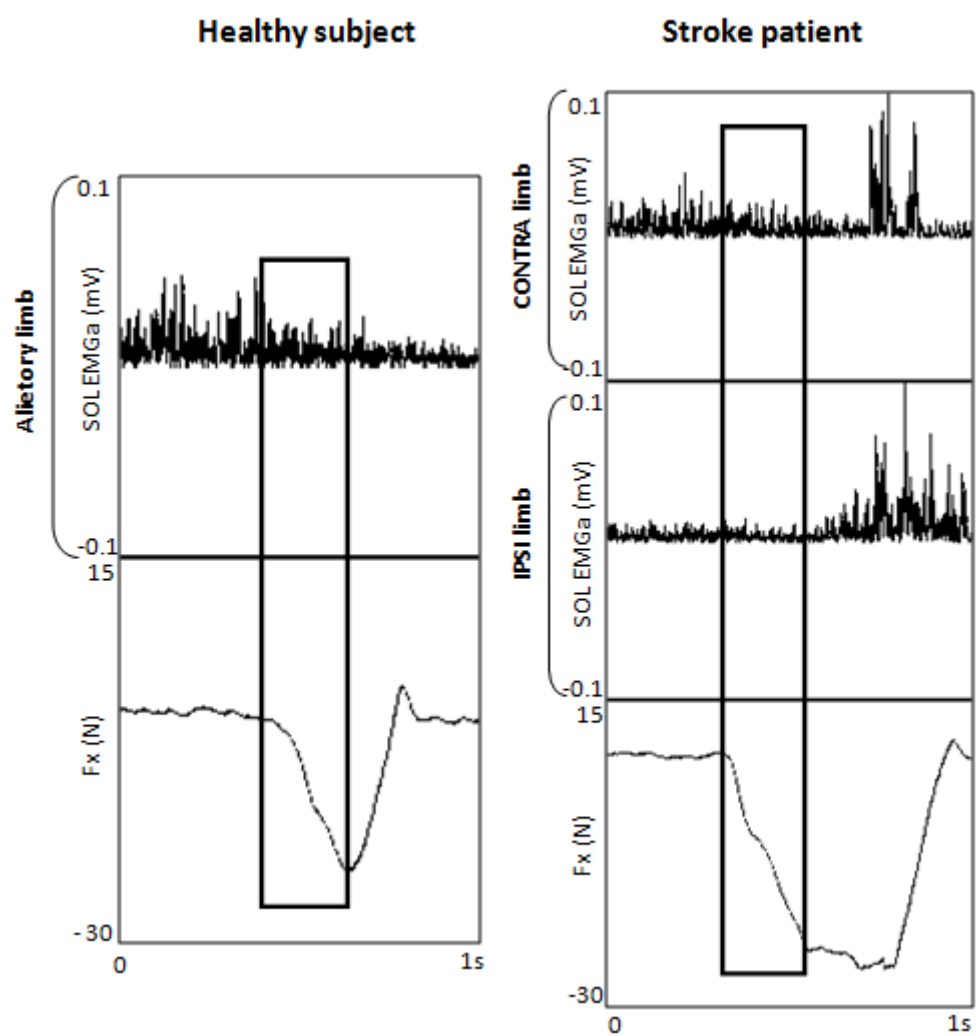 Healthy subject
Stroke patient
Alietory limb
SOL EMGa (mV)
0.1
-0.1
15
Fx (N)
-30
0
1s
CONTRA limb
SOL EMGa (mV)
0.1
-0.1
IPSI limb
SOL EMGa (mV)
0.1
-0.1
15
Fx (N)
-30
0
1s